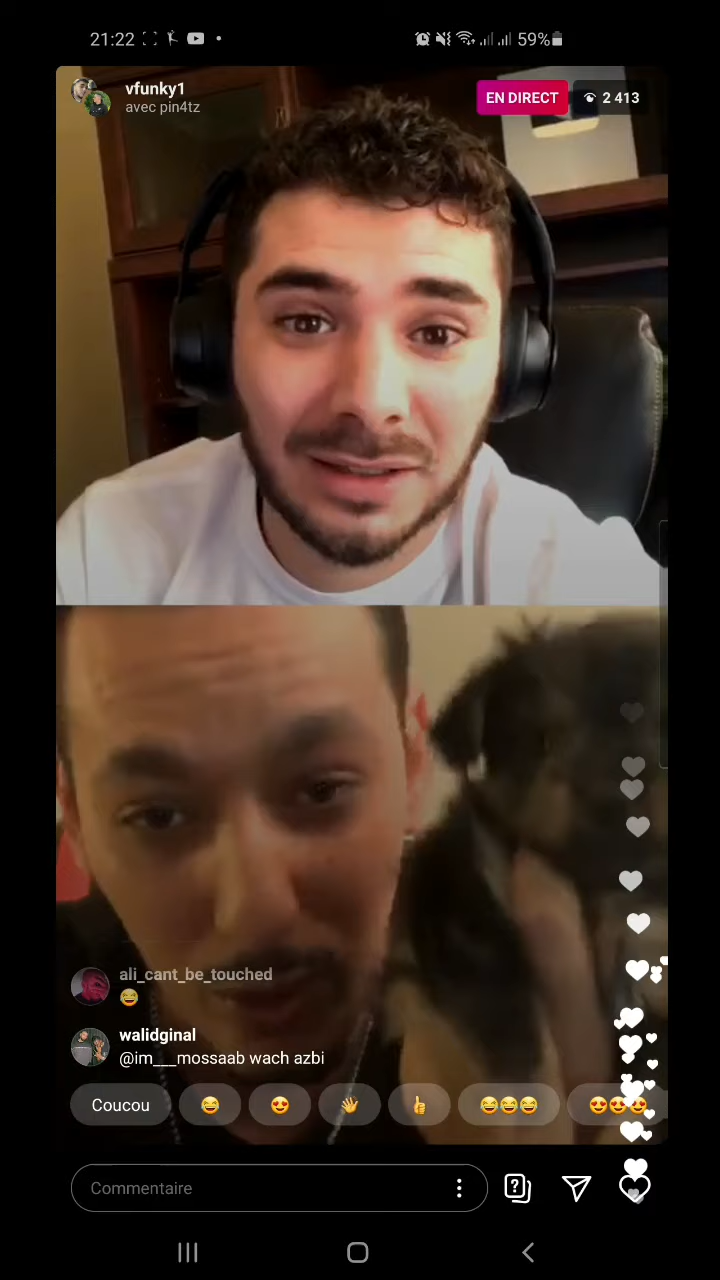 21:22
59%
vfunky1
avec pin4tz
EN DIRECT
2 413
ali_cant_be_touched
😂
walidginal
@im___mossaab wach azbi
Coucou 😂 😍 👋 👍 😂😂😂 😍😍😍
Commentaire